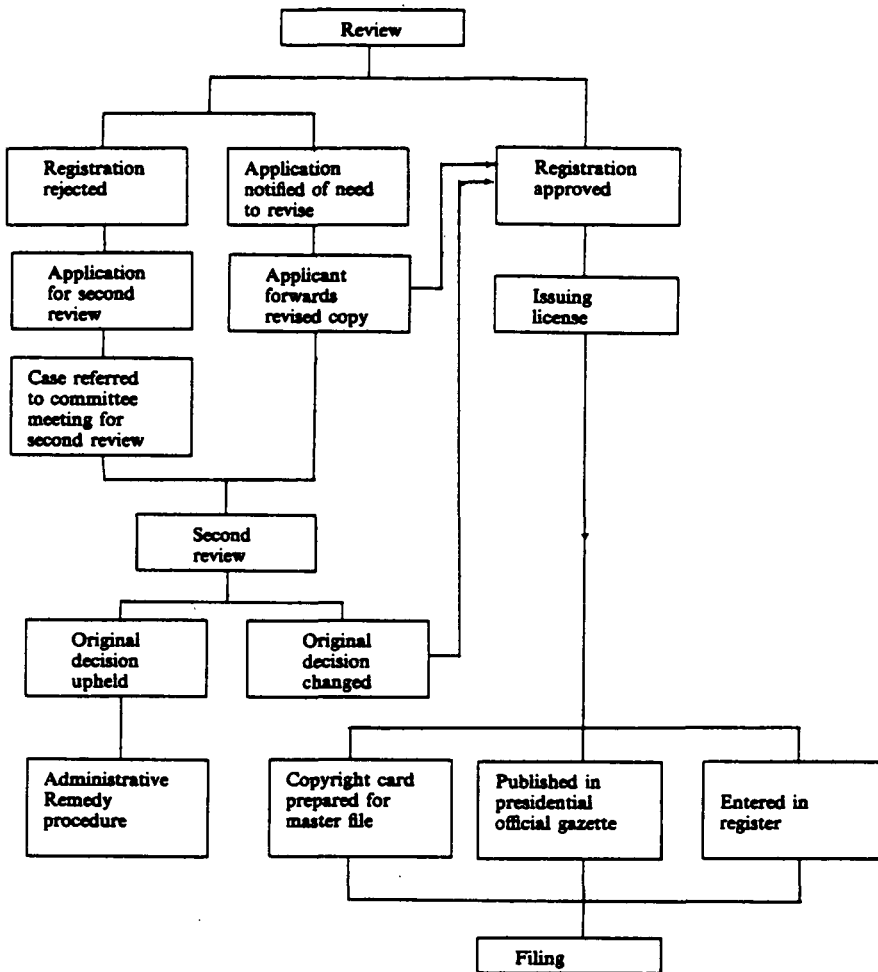 Review
Registration
rejected
Application
notified of need
to revise
Registration
approved
Application
for second
review
Applicant
forwards
revised copy
Issuing
license
Case referred
to committee
meeting for
second review
Second
review
Original
decision
upheld
Original
decision
changed
Administrative
Remedy
procedure
Copyright card
prepared for
master file
Published in
presidential
official gazette
Entered in
register
Filing